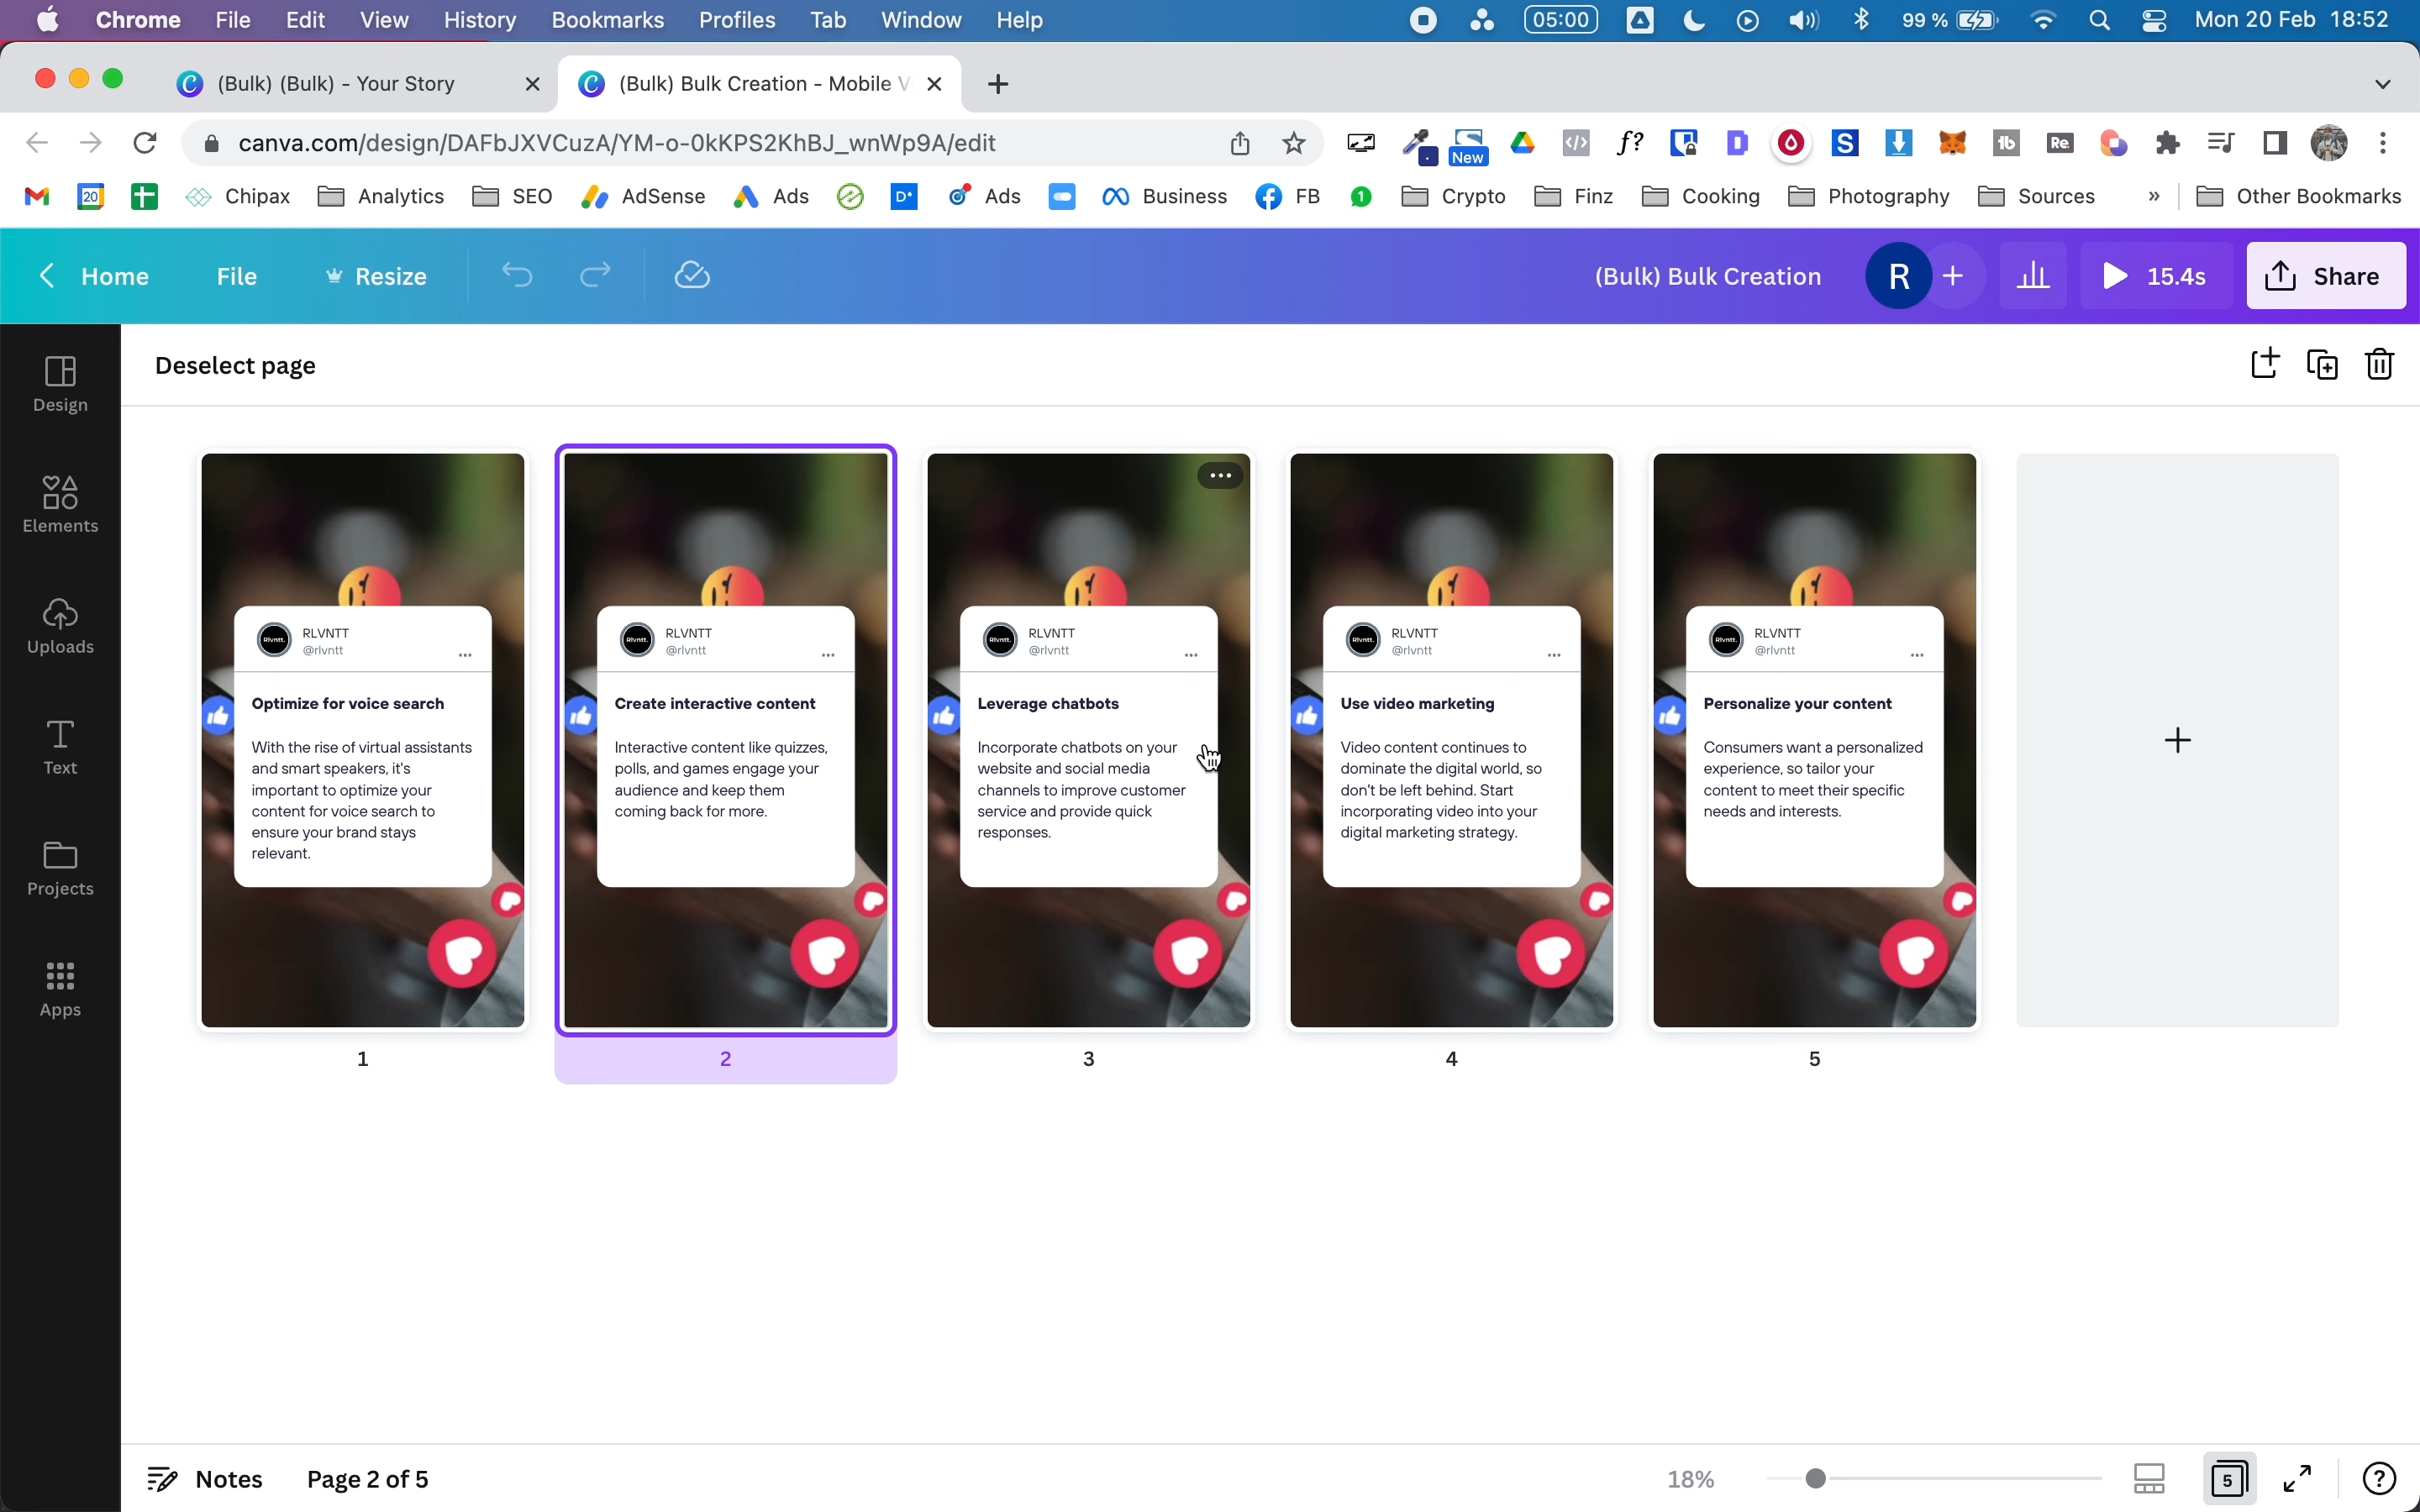 Chrome File Edit View History Bookmarks Profiles Tab Window Help 05:00 99 % Mon 20 Feb 18:52
(Bulk) (Bulk) - Your Story (Bulk) Bulk Creation - Mobile V
canva.com/design/DAFbJXVCuzA/YM-o-0kKPS2KhBJ_wnWp9A/edit New
20 Chipax Analytics SEO AdSense Ads D Ads Business FB 1 Crypto Finz Cooking Photography Sources » Other Bookmarks
Home File Resize (Bulk) Bulk Creation R 15.4s Share
Deselect page
Design
Elements
Uploads
Text
Projects
Apps
Rlvntt.
RLVNTT
@rlvntt
Optimize for voice search
With the rise of virtual assistants
and smart speakers, it's
important to optimize your
content for voice search to
ensure your brand stays
relevant.
1
Rlvntt.
RLVNTT
@rlvntt
Create interactive content
Interactive content like quizzes,
polls, and games engage your
audience and keep them
coming back for more.
2
Rlvntt.
RLVNTT
@rlvntt
Leverage chatbots
Incorporate chatbots on your
website and social media
channels to improve customer
service and provide quick
responses.
3
Rlvntt.
RLVNTT
@rlvntt
Use video marketing
Video content continues to
dominate the digital world, so
don't be left behind. Start
incorporating video into your
digital marketing strategy.
4
Rlvntt.
RLVNTT
@rlvntt
Personalize your content
Consumers want a personalized
experience, so tailor your
content to meet their specific
needs and interests.
5
Notes Page 2 of 5 18% 5 ?